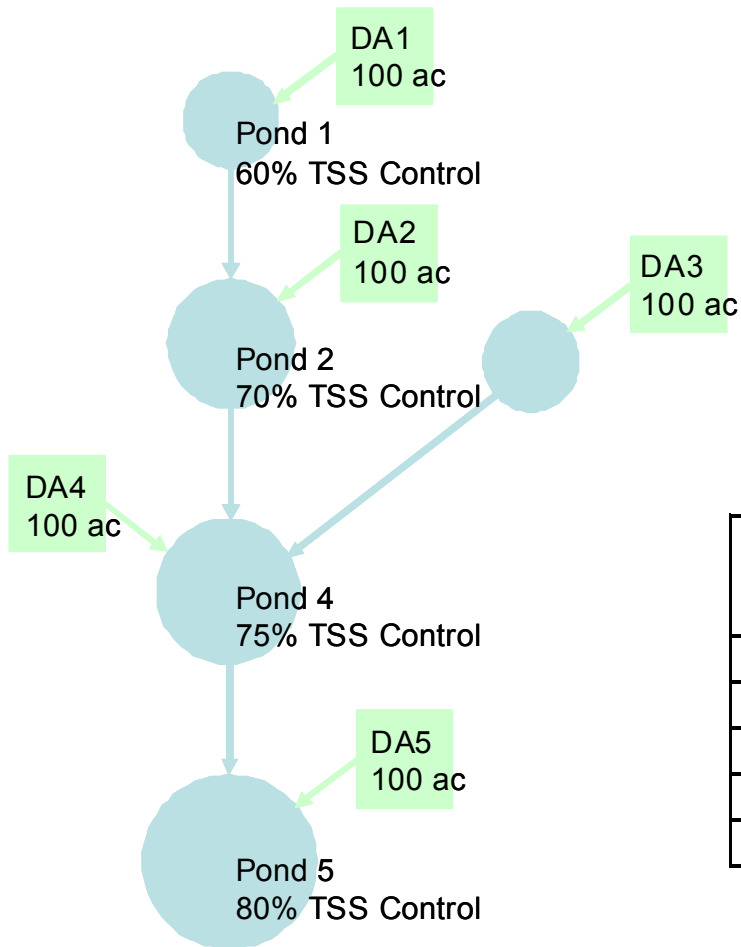 DA1
100 ac
Pond 1
60% TSS Control
DA2
100 ac
DA3
100 ac
Pond 2
70% TSS Control
DA4
100 ac
Pond 4
75% TSS Control
DA5
100 ac
Pond 5
80% TSS Control